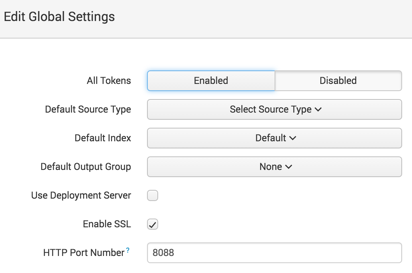 Edit Global Settings
All Tokens Enabled Disabled
Default Source Type Select Source Type
Default Index Default
Default Output Group None
Use Deployment Server
Enable SSL
HTTP Port Number ? 8088